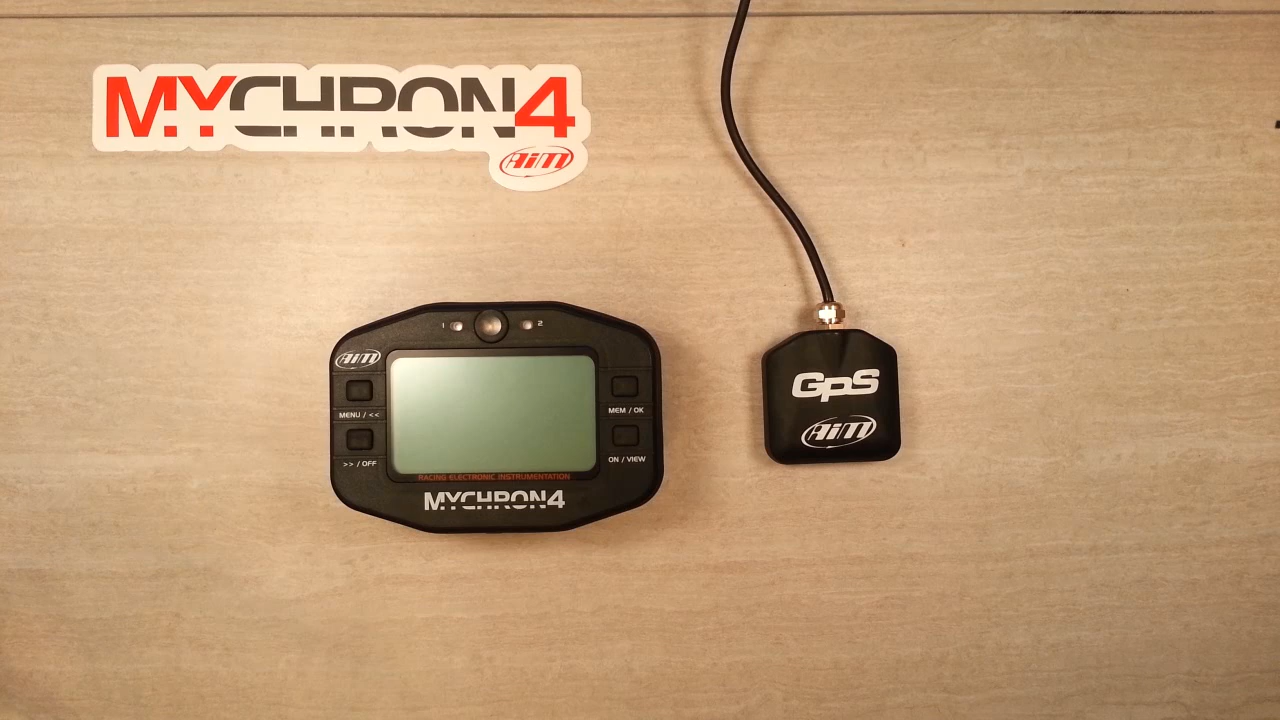 MYCHRON4
AiM
1
2
AiM
MENU / <<
>> / OFF
MEM / OK
ON / VIEW
RACING ELECTRONIC INSTRUMENTATION
MYCHRON4
GpS
AiM